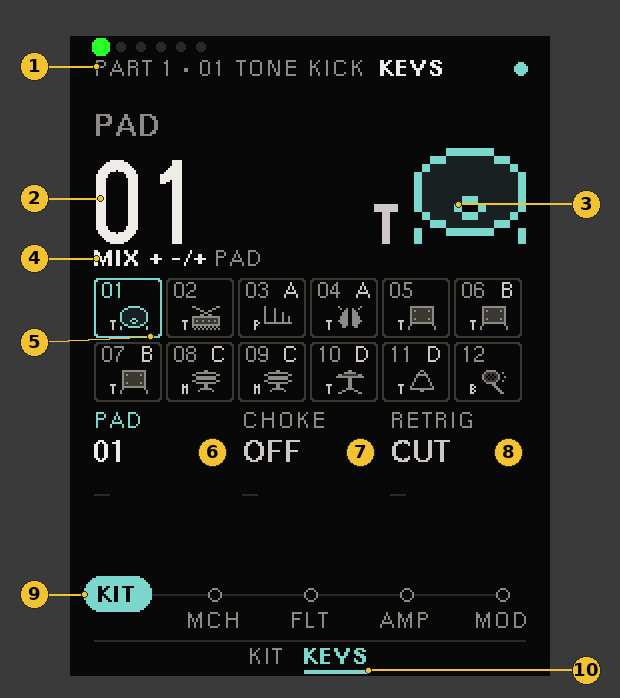 1 PART 1 · 01 TONE KICK KEYS
PAD
2 01 T 3
4 MIX + -/+ PAD
01 02 03 A 04 A 05 06 B
T T P T T T
5
07 B 08 C 09 C 10 D 11 D 12
T M M T T B
PAD CHOKE RETRIG
01 6 OFF 7 CUT 8
— — —
9 KIT
MCH FLT AMP MOD
KIT KEYS
10